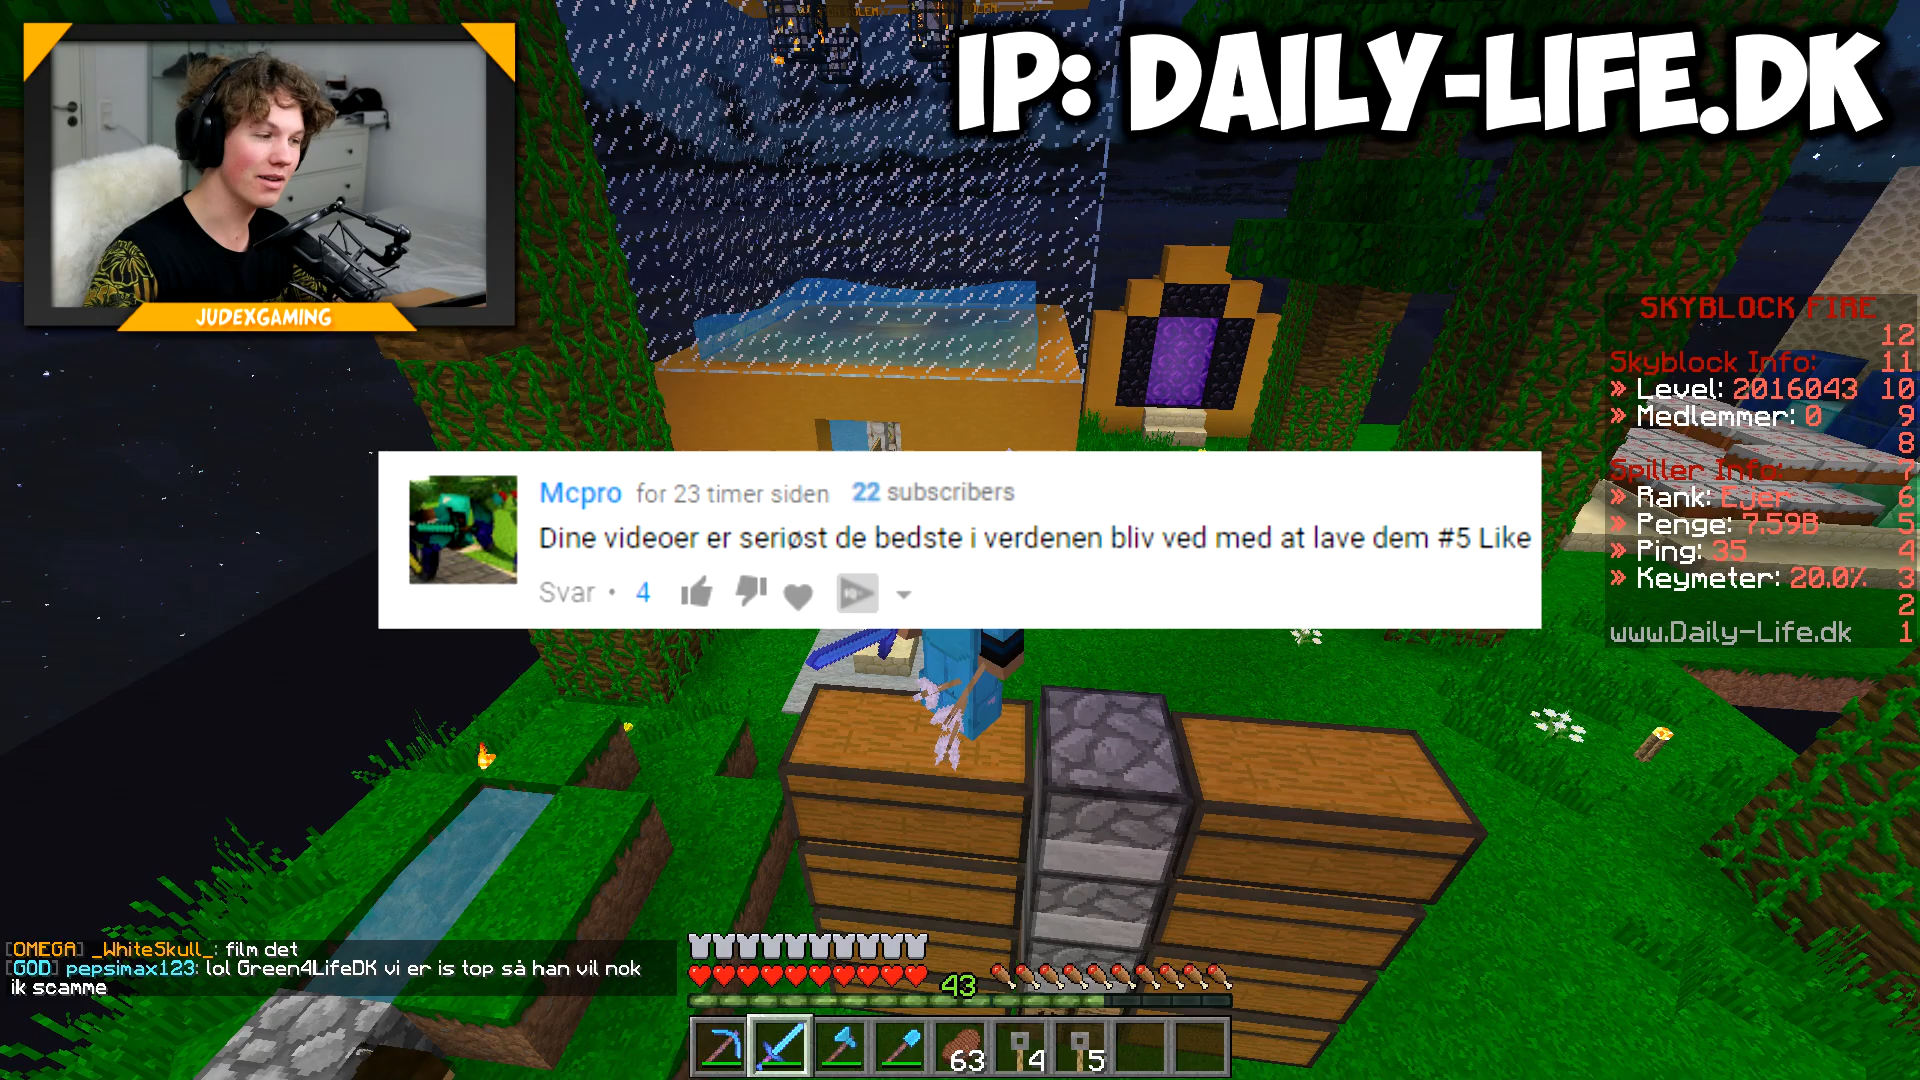 IP: DAILY-LIFE.DK
JUDEXGAMING
SKYBLOCK FIRE
12
Skyblock Info: 11
» Level: 2016043 10
» Medlemmer: 0 9
8
Spiller Info: 7
» Rank: Ejer 6
» Penge: 7.59B 5
» Ping: 35 4
» Keymeter: 20.0% 3
2
www.Daily-Life.dk 1
Mcpro for 23 timer siden 22 subscribers
Dine videoer er seriøst de bedste i verdenen bliv ved med at lave dem #5 Like
Svar • 4
[OMEGA] _WhiteSkull_: film det
[GOD] pepsimax123: lol Green4LifeDK vi er is top så han vil nok
ik scamme
43
63 4 5